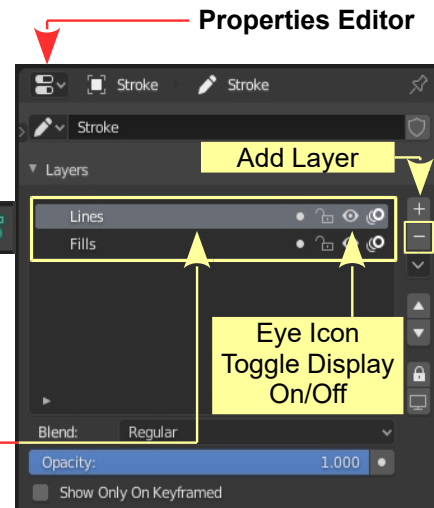 Properties Editor
Stroke Stroke
Stroke
Layers
Add Layer
Lines
Fills
Eye Icon
Toggle Display
On/Off
Blend: Regular
Opacity: 1.000
Show Only On Keyframed